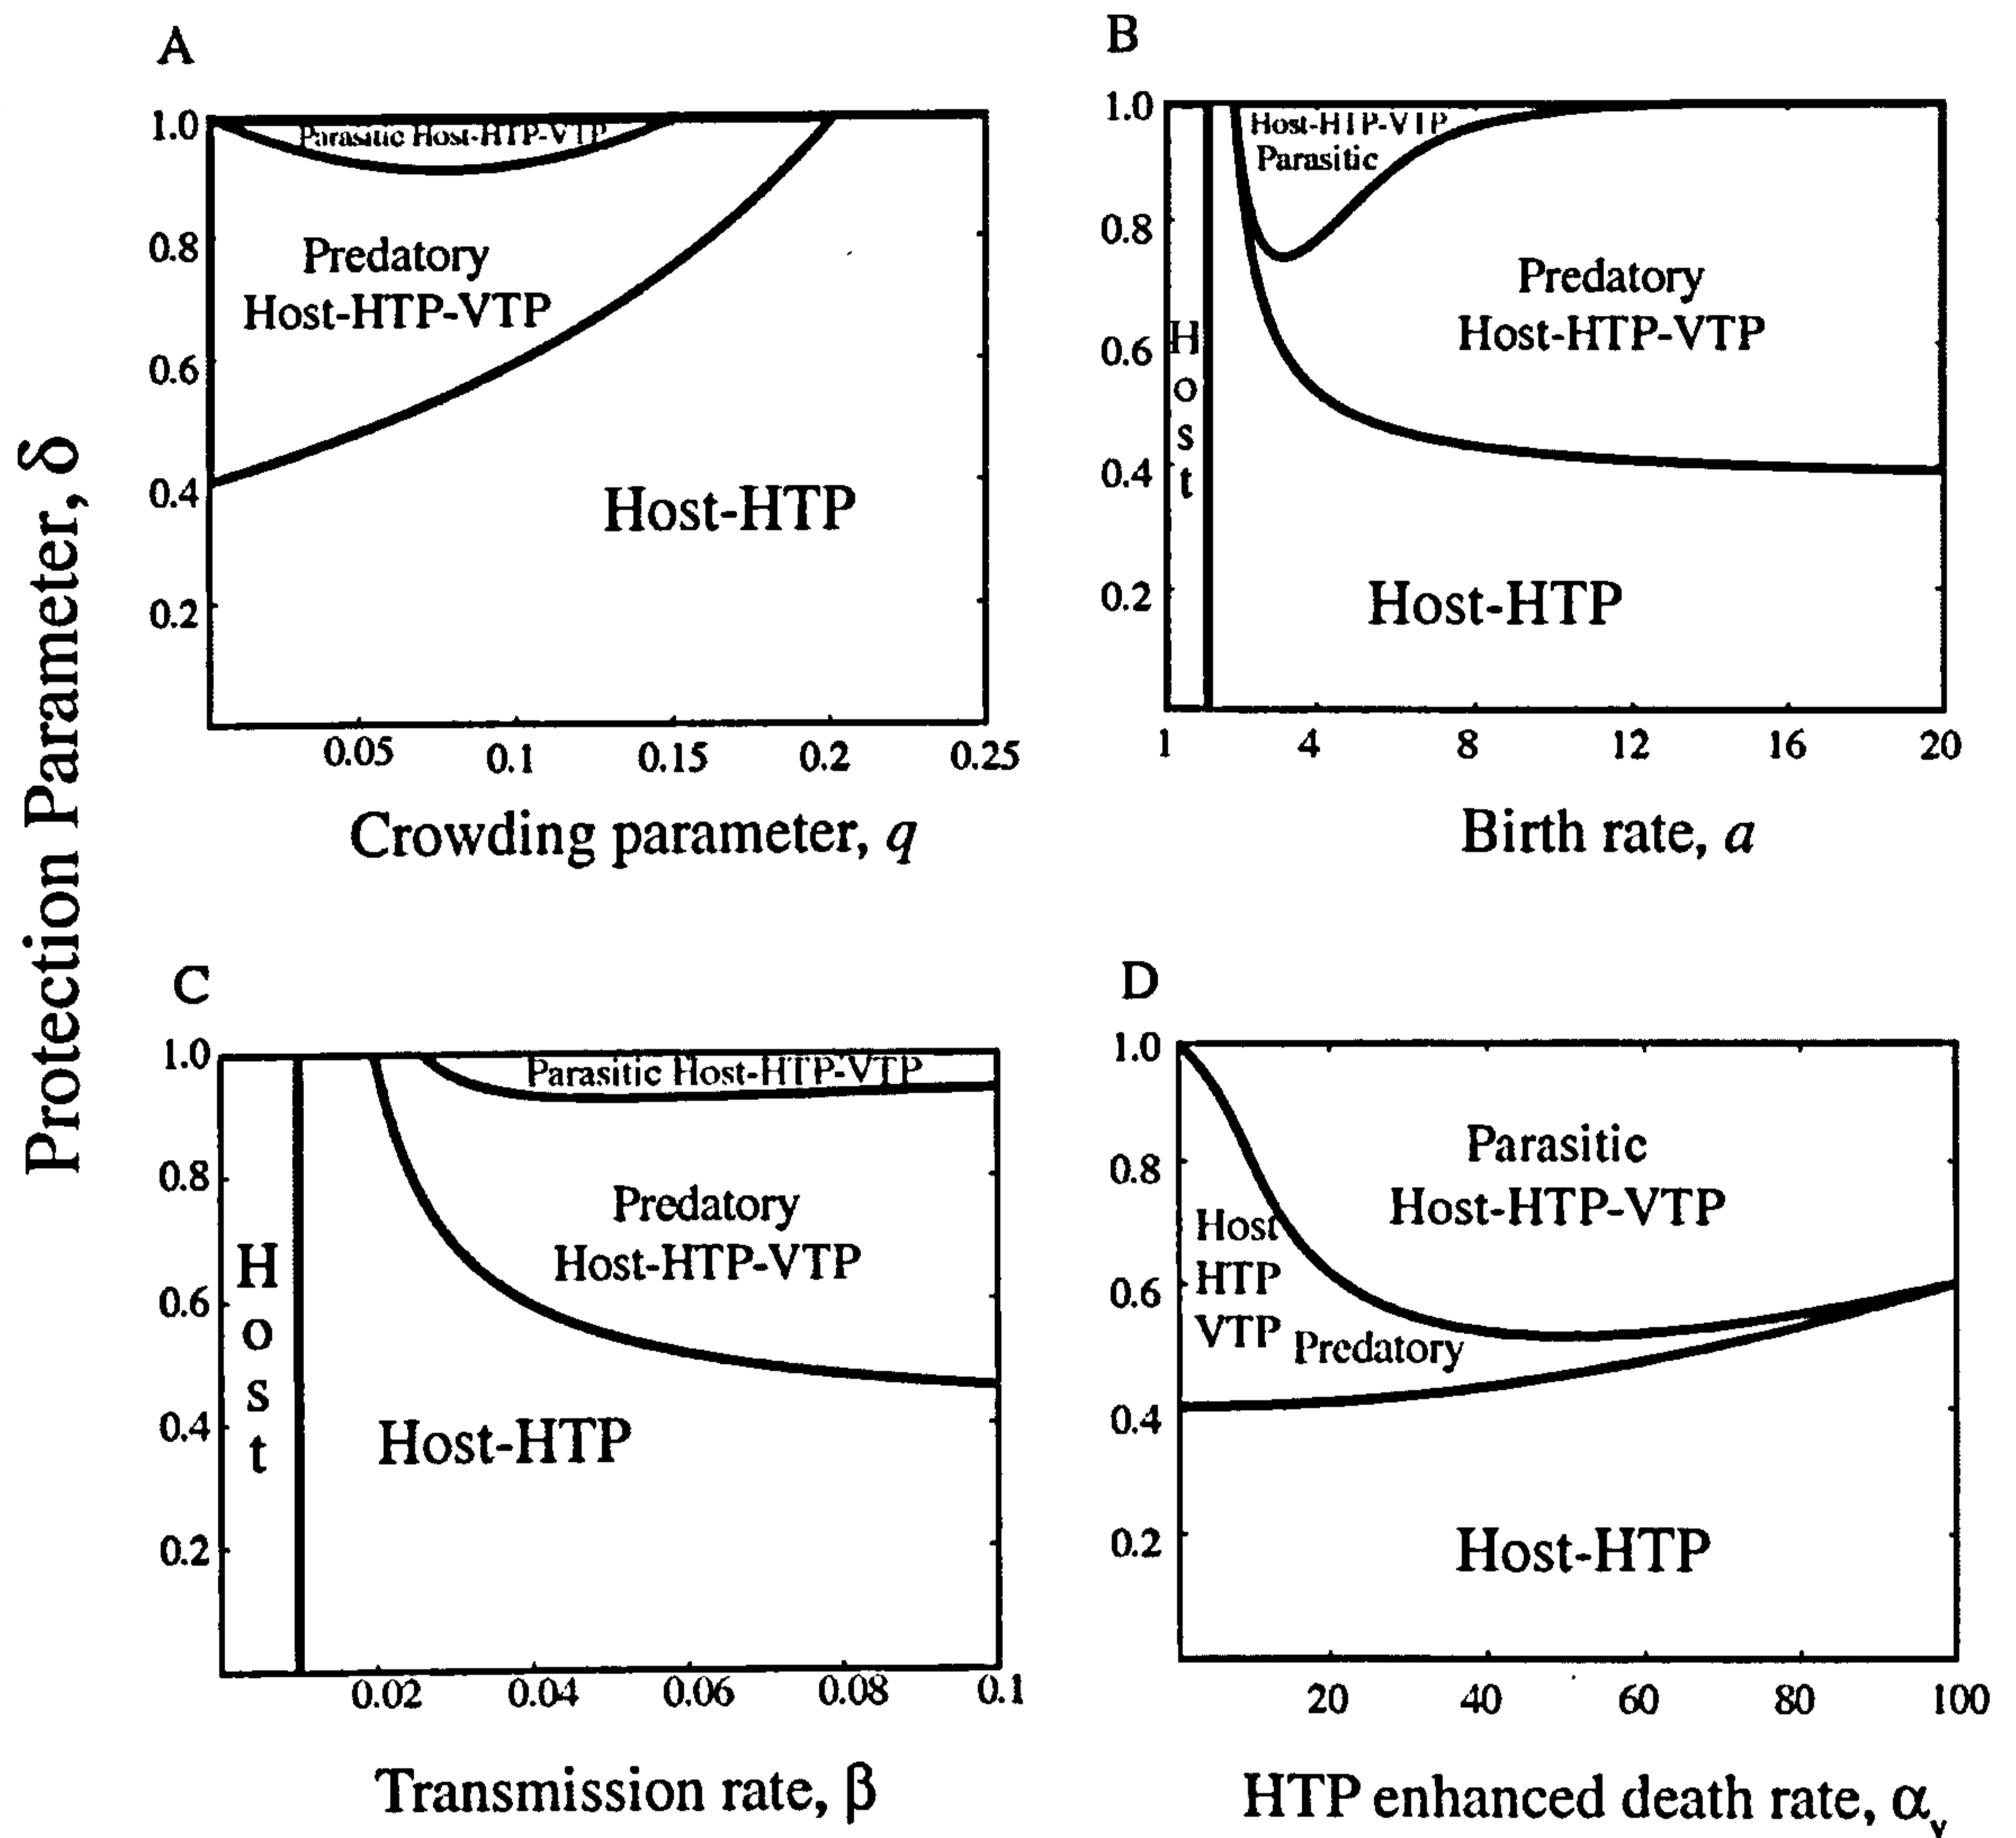 Protection Parameter, δ
A
1.0
0.8
0.6
0.4
0.2
Parasitic Host-HTP-VTP
Predatory
Host-HTP-VTP
Host-HTP
0.05 0.1 0.15 0.2 0.25
Crowding parameter, q
B
1.0
0.8
0.6
0.4
0.2
Host
Host-HTP-VTP
Parasitic
Predatory
Host-HTP-VTP
Host-HTP
1 4 8 12 16 20
Birth rate, a
C
1.0
0.8
0.6
0.4
0.2
Host
Parasitic Host-HTP-VTP
Predatory
Host-HTP-VTP
Host-HTP
0.02 0.04 0.06 0.08 0.1
Transmission rate, β
D
1.0
0.8
0.6
0.4
0.2
Parasitic
Host-HTP-VTP
Host
HTP
VTP
Predatory
Host-HTP
20 40 60 80 100
HTP enhanced death rate, αᵥ